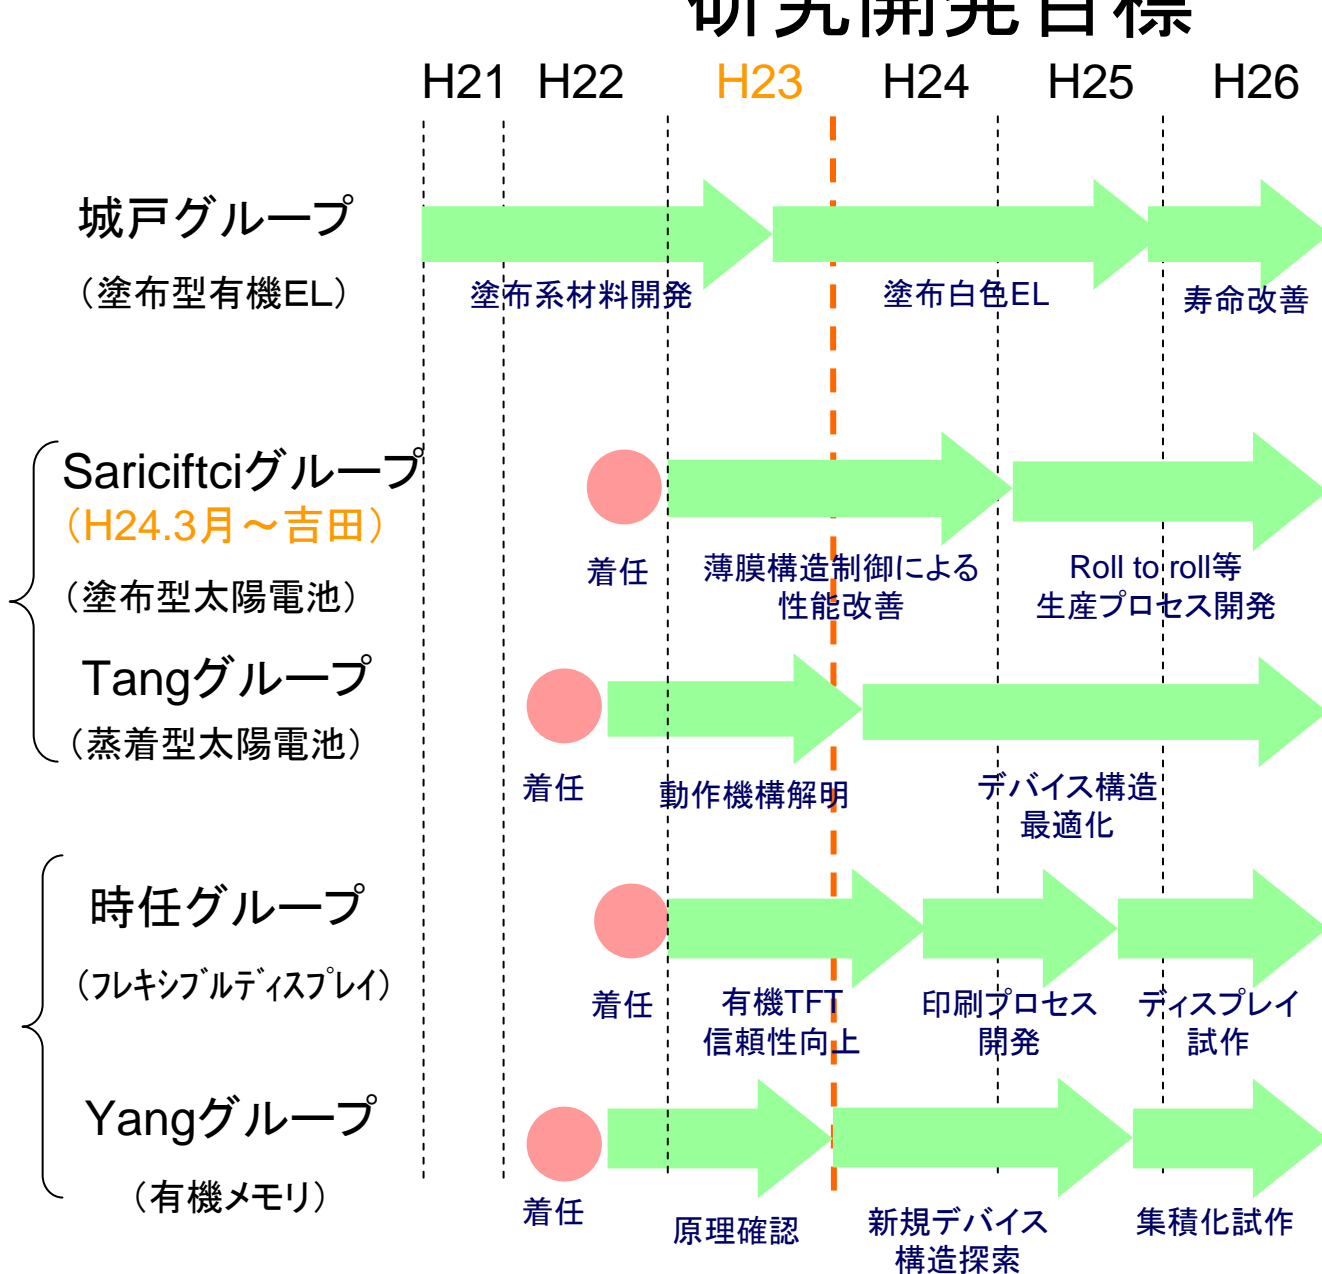 研究開発目標
H21 H22 H23 H24 H25 H26
城戸グループ
（塗布型有機EL）
塗布系材料開発
塗布白色EL
寿命改善
Sariciftciグループ
（H24.3月～吉田）
（塗布型太陽電池）
着任
薄膜構造制御による
性能改善
Roll to roll等
生産プロセス開発
Tangグループ
（蒸着型太陽電池）
着任
動作機構解明
デバイス構造
最適化
時任グループ
（フレキシブルディスプレイ）
着任
有機TFT
信頼性向上
印刷プロセス
開発
ディスプレイ
試作
Yangグループ
（有機メモリ）
着任
原理確認
新規デバイス
構造探索
集積化試作